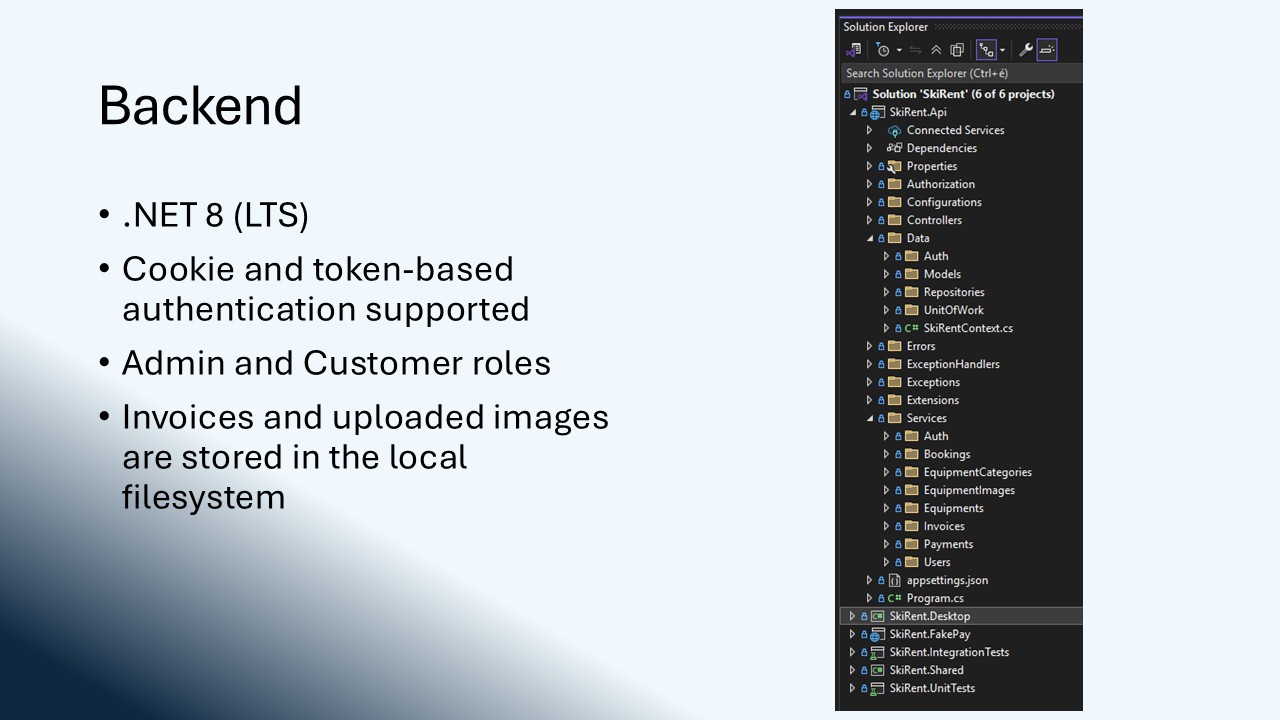 Backend
• .NET 8 (LTS)
• Cookie and token-based
authentication supported
• Admin and Customer roles
• Invoices and uploaded images
are stored in the local
filesystem
Solution Explorer
Search Solution Explorer (Ctrl+é)
Solution 'SkiRent' (6 of 6 projects)
SkiRent.Api
Connected Services
Dependencies
Properties
Authorization
Configurations
Controllers
Data
Auth
Models
Repositories
UnitOfWork
C# SkiRentContext.cs
Errors
ExceptionHandlers
Exceptions
Extensions
Services
Auth
Bookings
EquipmentCategories
EquipmentImages
Equipments
Invoices
Payments
Users
appsettings.json
C# Program.cs
SkiRent.Desktop
SkiRent.FakePay
SkiRent.IntegrationTests
SkiRent.Shared
SkiRent.UnitTests